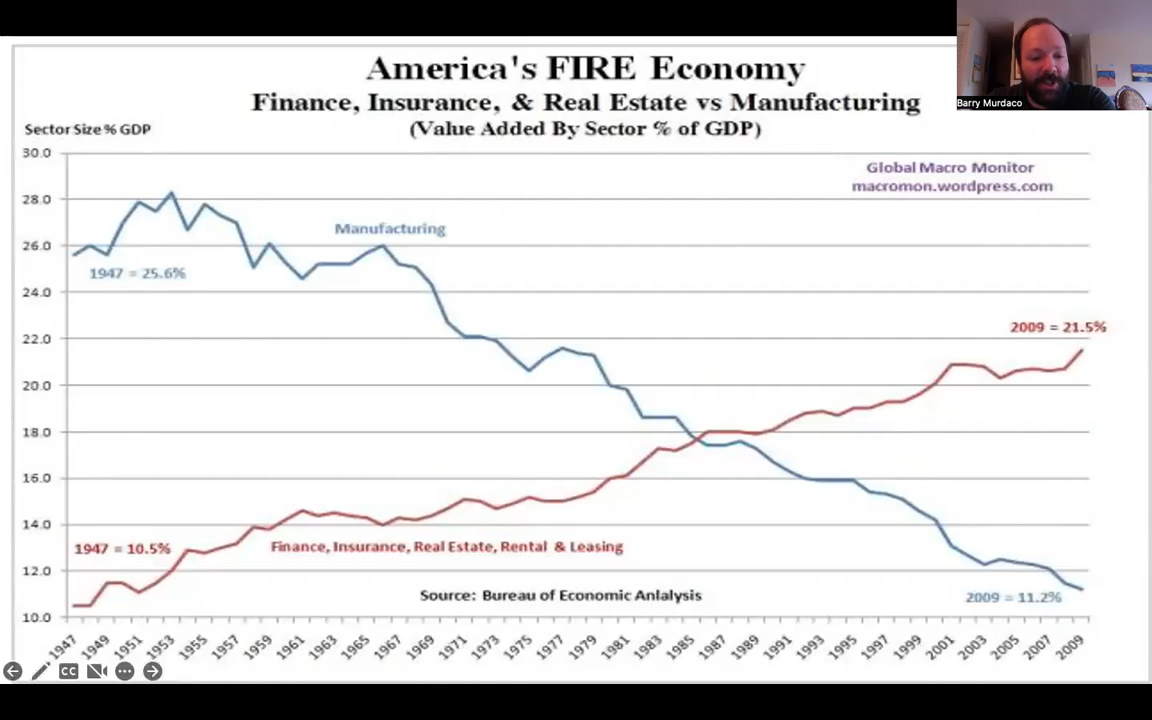 America's FIRE Economy
Finance, Insurance, & Real Estate vs Manufacturing
(Value Added By Sector % of GDP)
Barry Murdaco
Sector Size % GDP
30.0
28.0
26.0
24.0
22.0
20.0
18.0
16.0
14.0
12.0
10.0
Global Macro Monitor
macromon.wordpress.com
Manufacturing
1947 = 25.6%
2009 = 21.5%
1947 = 10.5%
Finance, Insurance, Real Estate, Rental & Leasing
Source: Bureau of Economic Anlalysis
2009 = 11.2%
1947 1949 1951 1953 1955 1957 1959 1961 1963 1965 1967 1969 1971 1973 1975 1977 1979 1981 1983 1985 1987 1989 1991 1993 1995 1997 1999 2001 2003 2005 2007 2009
CC